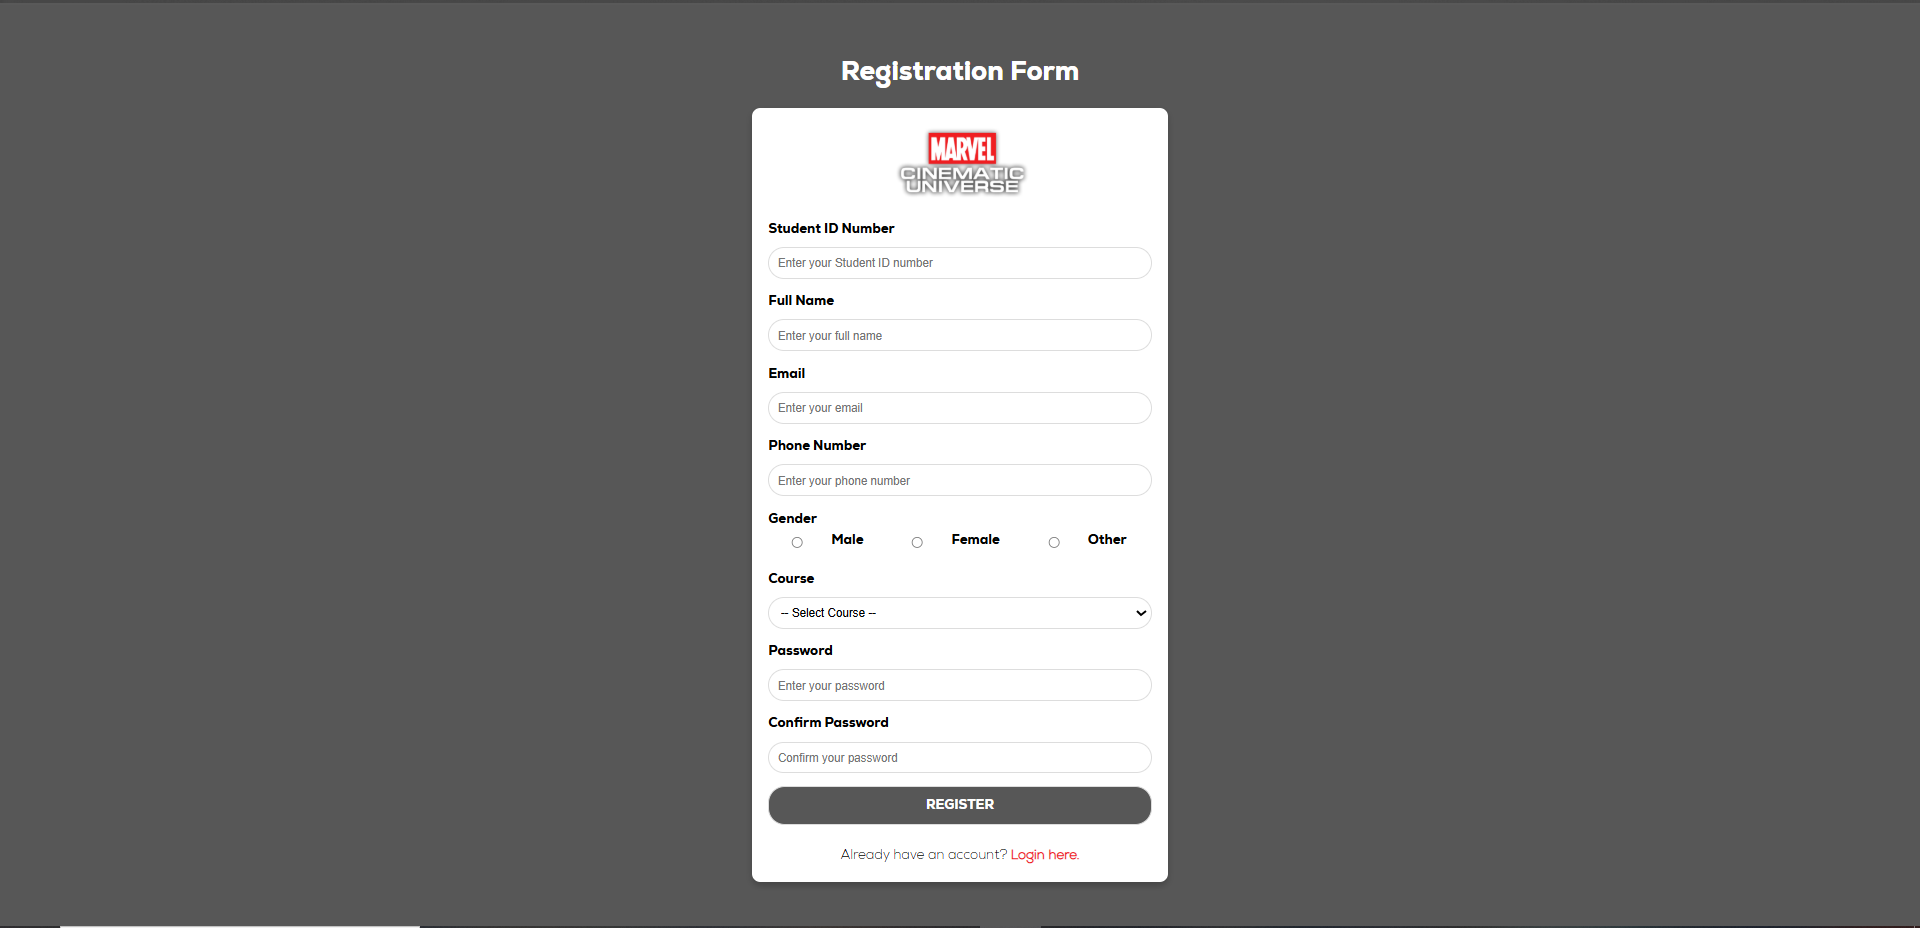 Registration Form
MARVEL
CINEMATIC
UNIVERSE
Student ID Number
Enter your Student ID number
Full Name
Enter your full name
Email
Enter your email
Phone Number
Enter your phone number
Gender
Male Female Other
Course
-- Select Course --
Password
Enter your password
Confirm Password
Confirm your password
REGISTER
Already have an account? Login here.